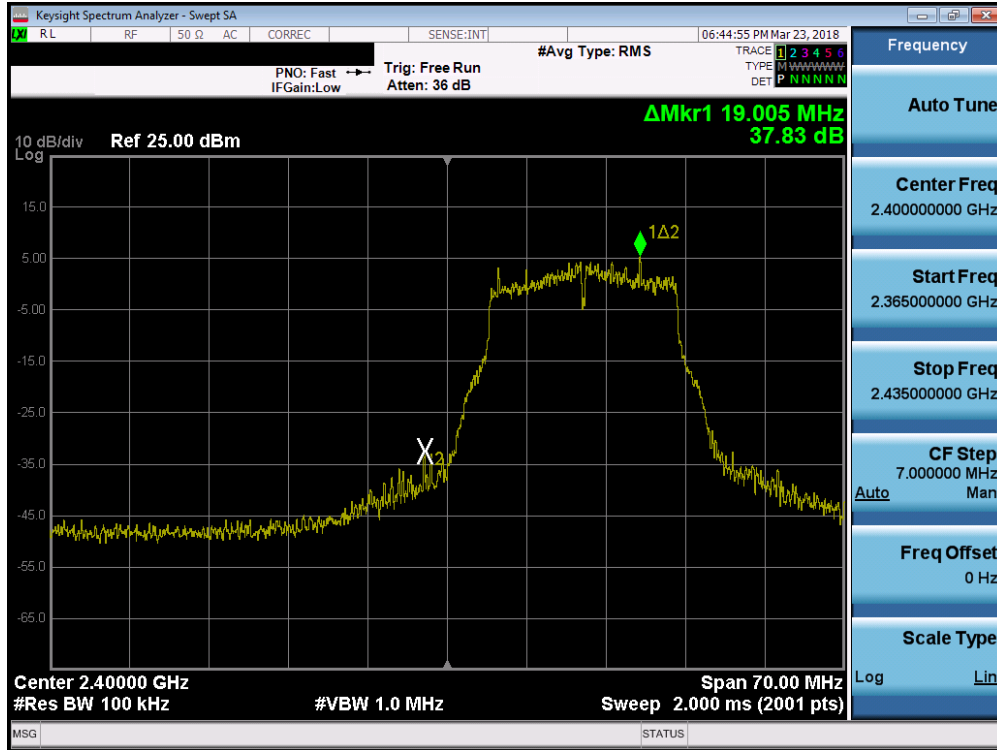 Keysight Spectrum Analyzer - Swept SA
LXI RL RF 50 Ω AC CORREC SENSE:INT 06:44:55 PM Mar 23, 2018
#Avg Type: RMS
TRACE 1 2 3 4 5 6
PNO: Fast Trig: Free Run
TYPE M WWWWW
IFGain:Low Atten: 36 dB
DET P N N N N N
ΔMkr1 19.005 MHz
37.83 dB
10 dB/div Ref 25.00 dBm
Log
15.0
1Δ2
5.00
-5.00
-15.0
-25.0
X2
-35.0
-45.0
-55.0
-65.0
Center 2.40000 GHz Span 70.00 MHz
#Res BW 100 kHz #VBW 1.0 MHz Sweep 2.000 ms (2001 pts)
MSG STATUS
Frequency
Auto Tune
Center Freq
2.400000000 GHz
Start Freq
2.365000000 GHz
Stop Freq
2.435000000 GHz
CF Step
7.000000 MHz
Auto Man
Freq Offset
0 Hz
Scale Type
Log Lin